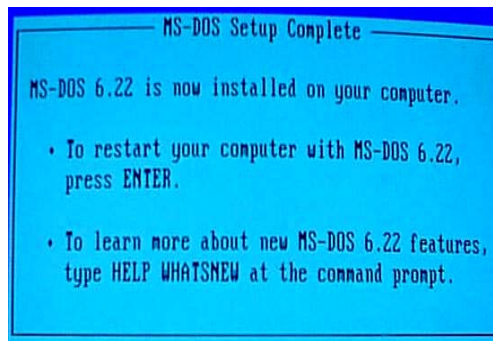 MS-DOS Setup Complete
MS-DOS 6.22 is now installed on your computer.
• To restart your computer with MS-DOS 6.22,
press ENTER.
• To learn more about new MS-DOS 6.22 features,
type HELP WHATSNEW at the command prompt.